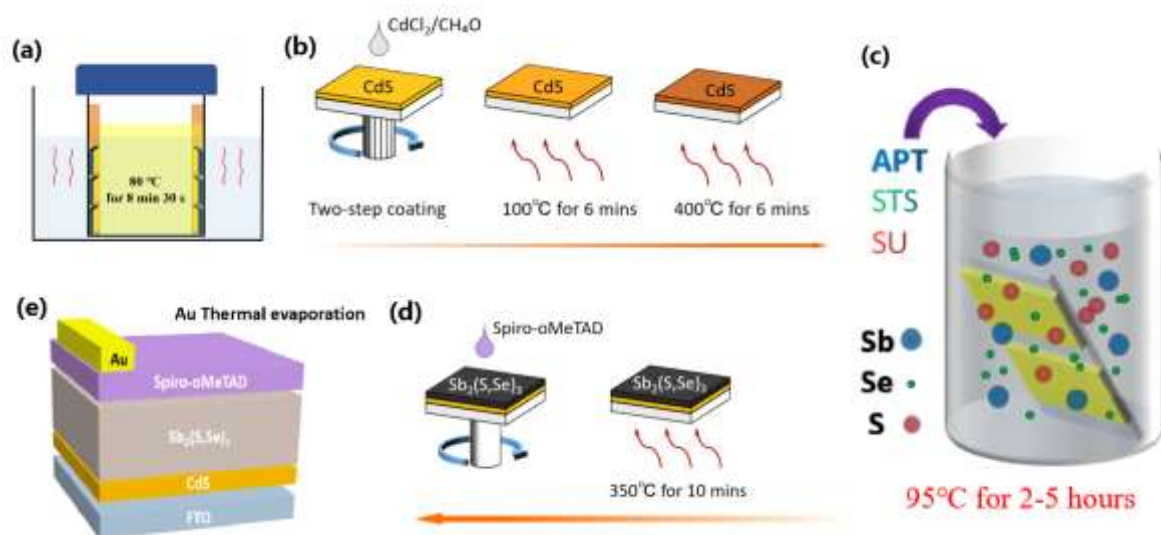 (a)
80 °C
for 8 min 30 s
(b)
CdCl₂/CH₄O
CdS
CdS
CdS
Two-step coating
100℃ for 6 mins
400℃ for 6 mins
(c)
APT
STS
SU
Sb
Se
S
95℃ for 2-5 hours
(d)
Spiro-oMeTAD
Sb₂(S,Se)₃
Sb₂(S,Se)₃
350℃ for 10 mins
(e)
Au Thermal evaporation
Au
Spiro-oMeTAD
Sb₂(S,Se)₃
CdS
FTO